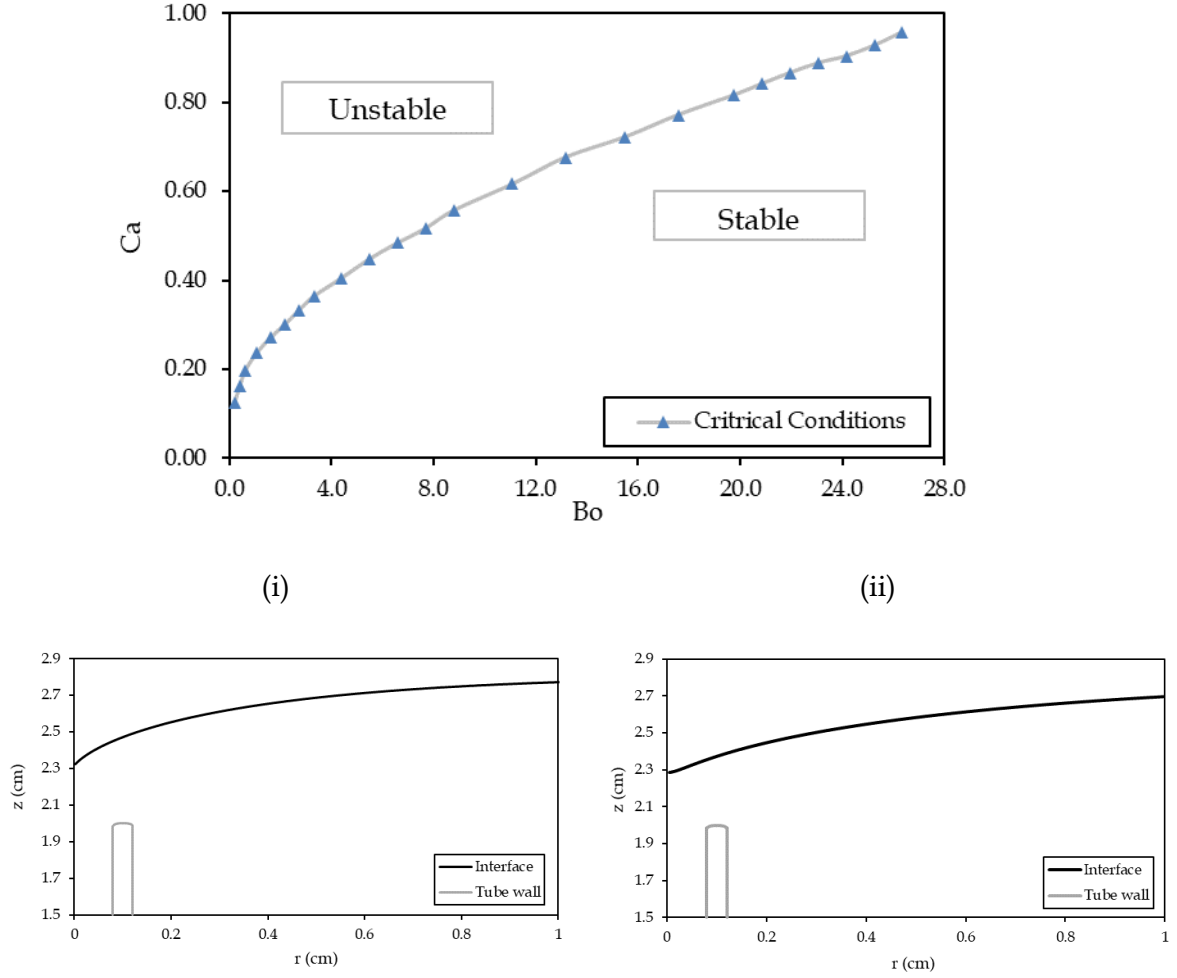 1.00
0.80
0.60
0.40
0.20
0.00
Ca
Unstable
Stable
Critrical Conditions
0.0 4.0 8.0 12.0 16.0 20.0 24.0 28.0
Bo
(i) (ii)
2.9
2.7
2.5
2.3
2.1
1.9
1.7
1.5
z (cm)
Interface
Tube wall
0 0.2 0.4 0.6 0.8 1
r (cm)
2.9
2.7
2.5
2.3
2.1
1.9
1.7
1.5
z (cm)
Interface
Tube wall
0 0.2 0.4 0.6 0.8 1
r (cm)